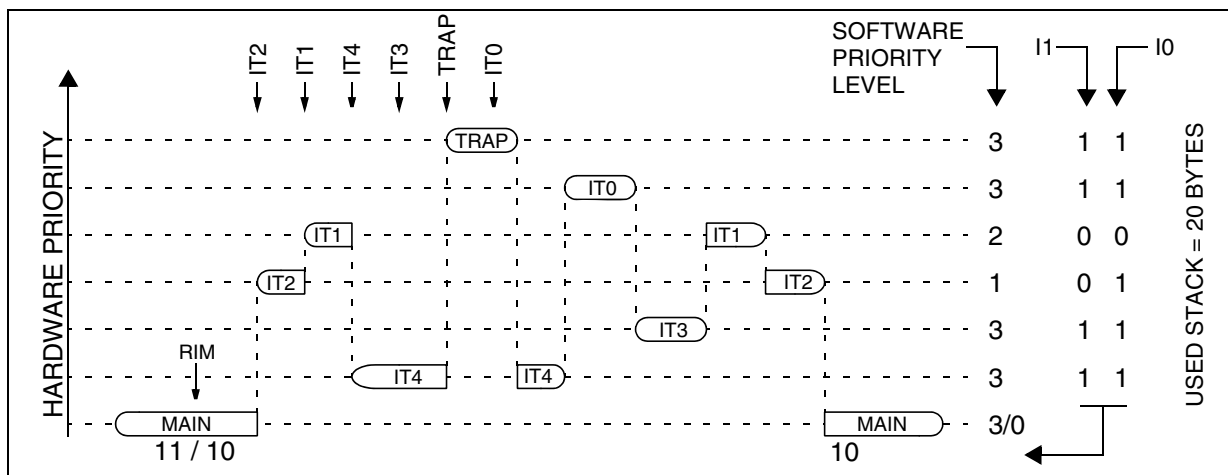 SOFTWARE
PRIORITY
LEVEL
I1
I0
IT2
IT1
IT4
IT3
TRAP
IT0
HARDWARE PRIORITY
USED STACK = 20 BYTES
TRAP
3
1 1
IT0
3
1 1
IT1
IT1
2
0 0
IT2
IT2
1
0 1
IT3
3
1 1
RIM
IT4
IT4
3
1 1
MAIN
MAIN
3/0
11 / 10
10